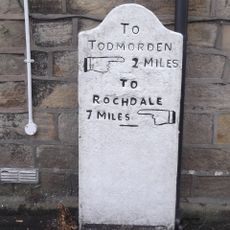 TO
TODMORDEN
2 MILES
TO
ROCHDALE
7 MILES